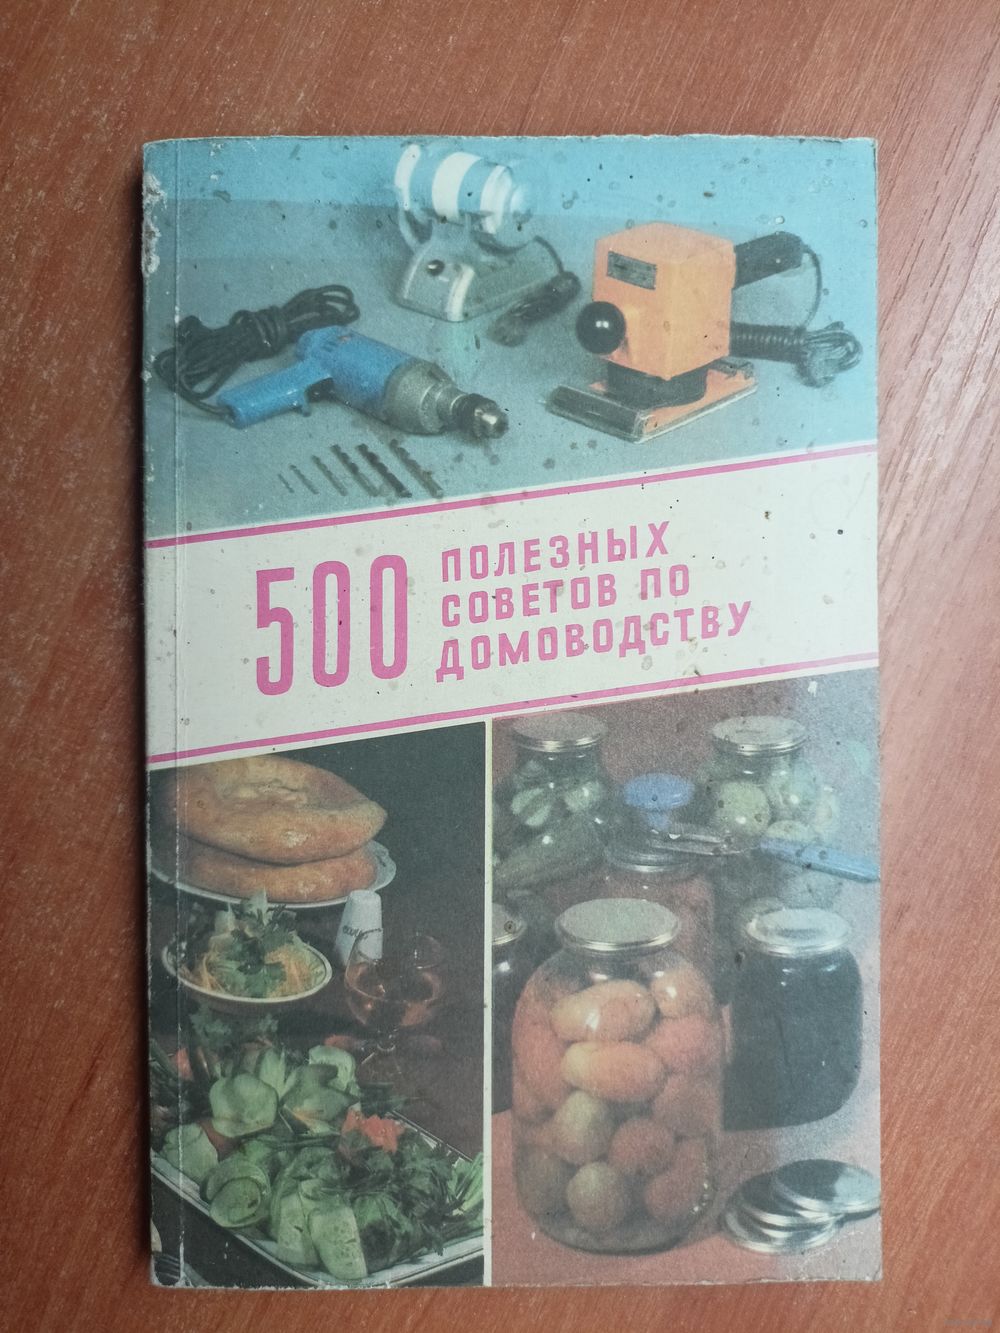 500
ПОЛЕЗНЫХ
СОВЕТОВ ПО
ДОМОВОДСТВУ